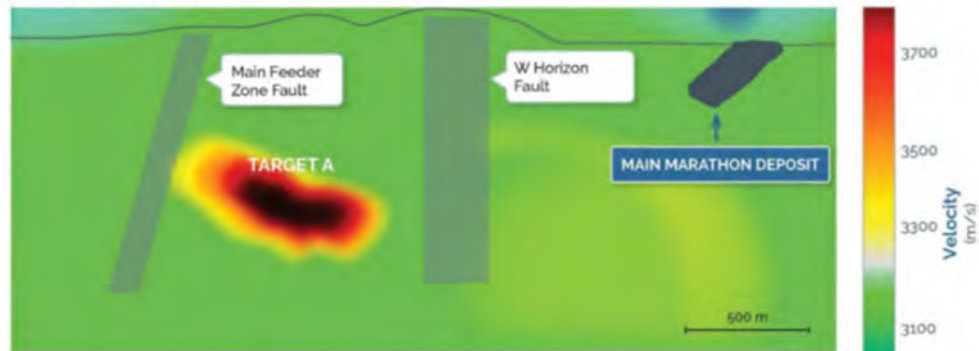 Main Feeder
Zone Fault
W Horizon
Fault
TARGET A
MAIN MARATHON DEPOSIT
500 m
3700
3500
3300
3100
Velocity
(m/s)